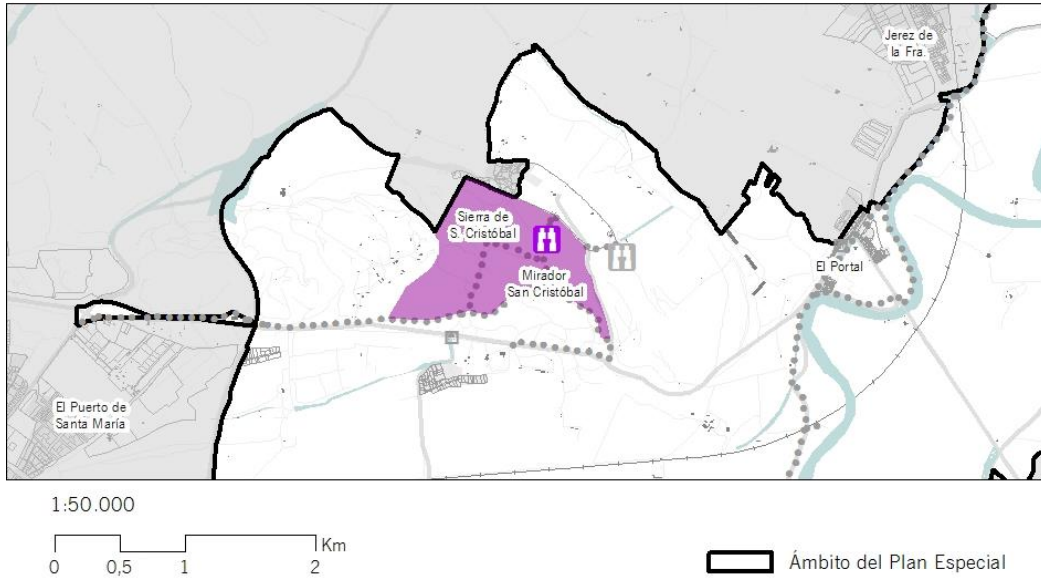 Jerez de
la Fra.
Sierra de
S. Cristóbal
Mirador
San Cristóbal
El Portal
El Puerto de
Santa María
1:50.000
Km
0 0,5 1 2
Ámbito del Plan Especial